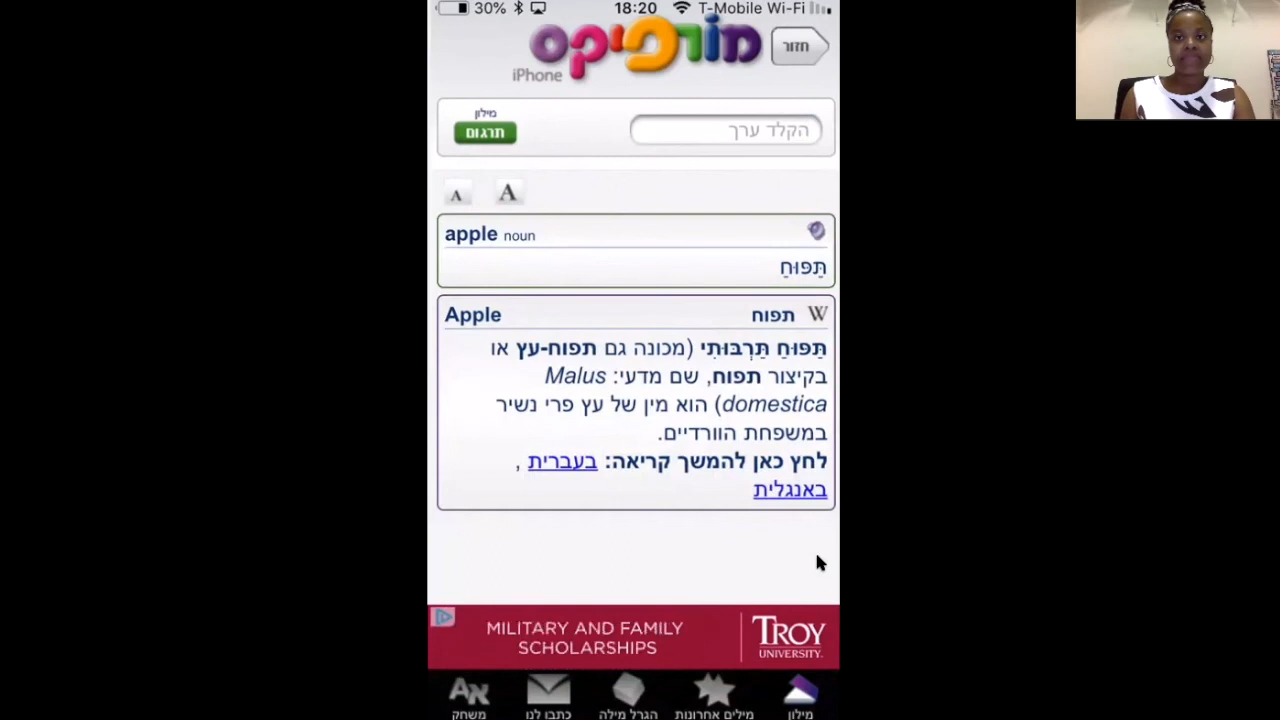 30% 18:20 T-Mobile Wi-Fi
מורפיקס
iPhone
חזור
מילון
תרגום
הקלד ערך
A A
apple noun
תַּפּוּחַ
Apple תפוח W
תַּפּוּחַ תַּרְבּוּתִי (מכונה גם תפוח-עץ או
בקיצור תפוח, שם מדעי: Malus
domestica) הוא מין של עץ פרי נשיר
במשפחת הוורדיים.
לחץ כאן להמשך קריאה: בעברית ,
באנגלית
MILITARY AND FAMILY
SCHOLARSHIPS
TROY
UNIVERSITY
מילון
מילים אחרונות
הגרל מילה
כתבו לנו
משחק